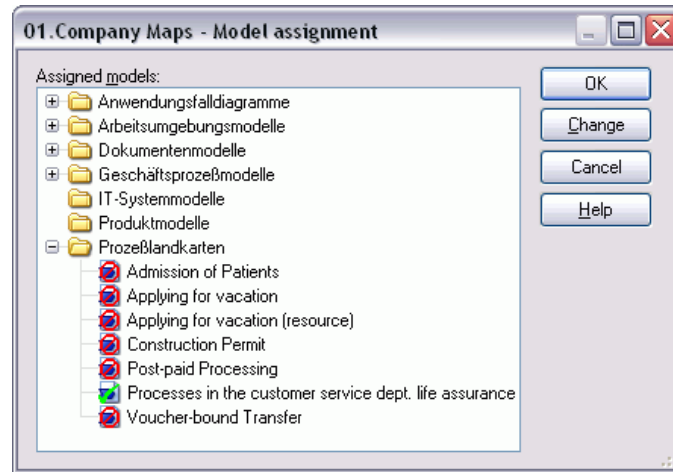 01.Company Maps - Model assignment
Assigned models:
Anwendungsfalldiagramme
Arbeitsumgebungsmodelle
Dokumentenmodelle
Geschäftsprozeßmodelle
IT-Systemmodelle
Produktmodelle
Prozeßlandkarten
Admission of Patients
Applying for vacation
Applying for vacation (resource)
Construction Permit
Post-paid Processing
Processes in the customer service dept. life assurance
Voucher-bound Transfer
OK
Change
Cancel
Help